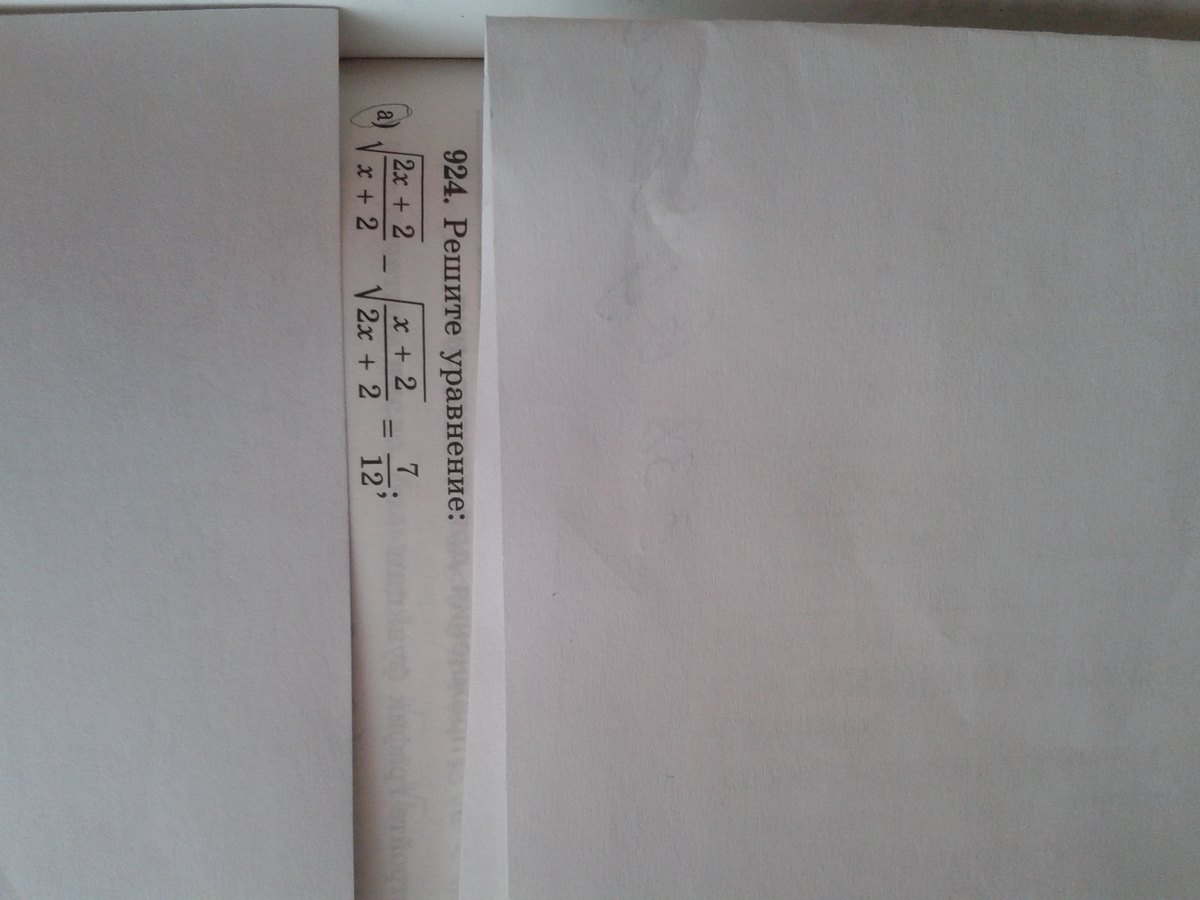 924. Решите уравнение:
а) √((2x + 2)/(x + 2)) − √((x + 2)/(2x + 2)) = 7/12;